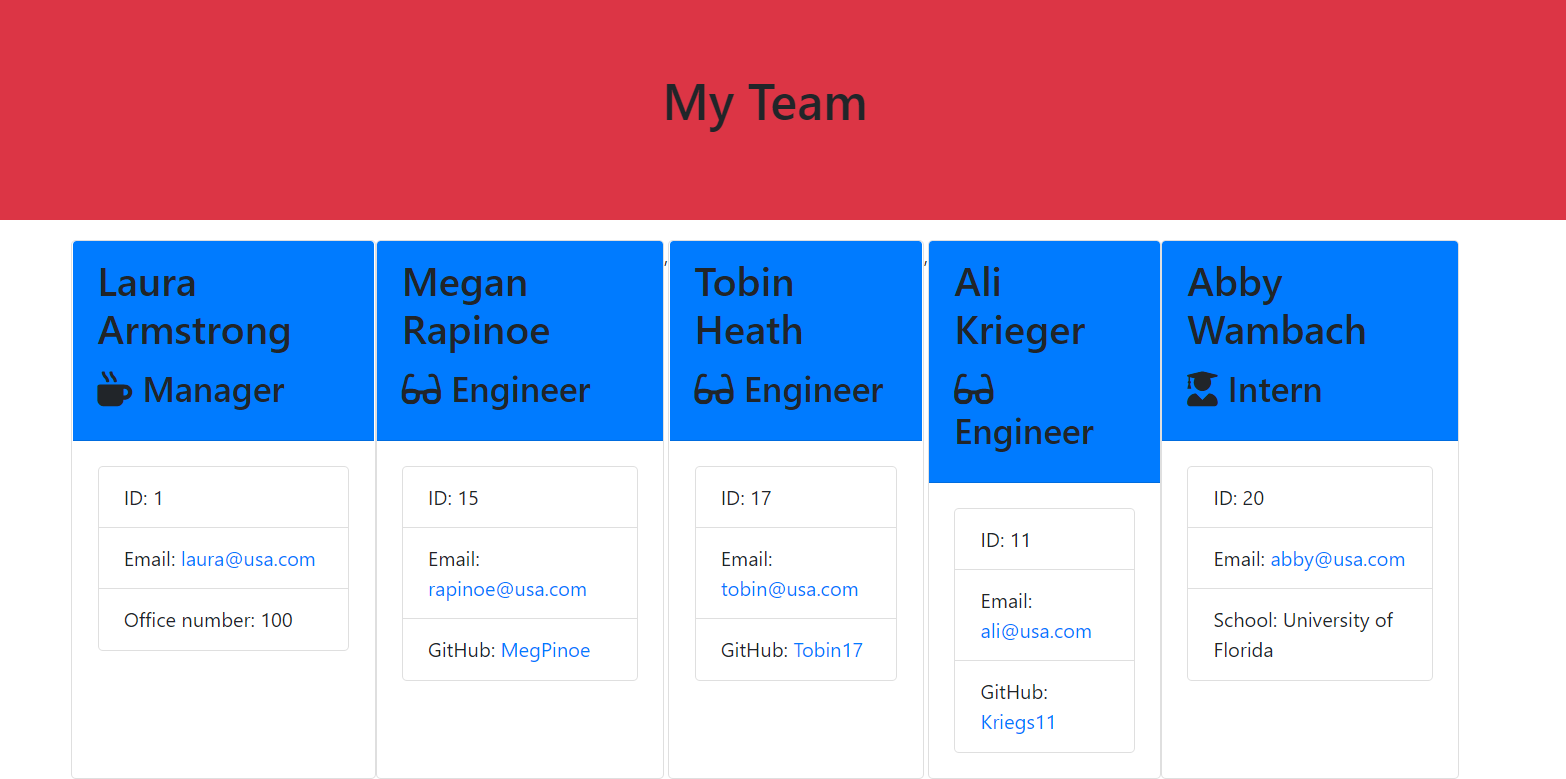 My Team
Laura
Armstrong
Manager
ID: 1
Email: laura@usa.com
Office number: 100
Megan
Rapinoe
Engineer
ID: 15
Email:
rapinoe@usa.com
GitHub: MegPinoe
,
Tobin
Heath
Engineer
ID: 17
Email:
tobin@usa.com
GitHub: Tobin17
,
Ali
Krieger
Engineer
ID: 11
Email:
ali@usa.com
GitHub:
Kriegs11
Abby
Wambach
Intern
ID: 20
Email: abby@usa.com
School: University of
Florida